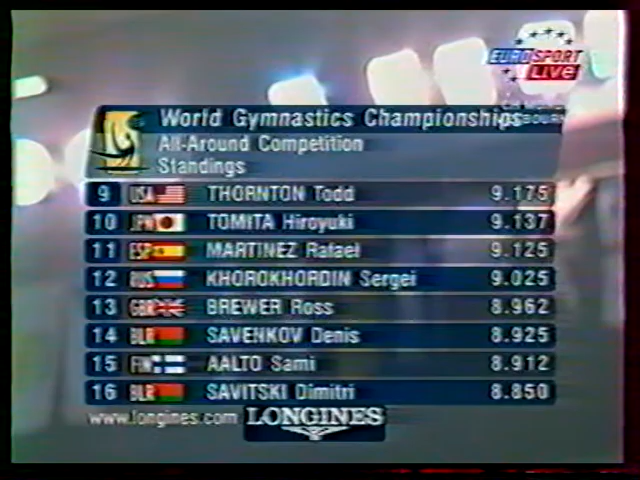 EUROSPORT
LIVE
World Gymnastics Championships
All-Around Competition
Standings
9 USA THORNTON Todd 9.175
10 JPN TOMITA Hiroyuki 9.137
11 ESP MARTINEZ Rafael 9.125
12 RUS KHOROKHORDIN Sergei 9.025
13 GBR BREWER Ross 8.962
14 BLR SAVENKOV Denis 8.925
15 FIN AALTO Sami 8.912
16 BLR SAVITSKI Dimitri 8.850
www.longines.com LONGINES